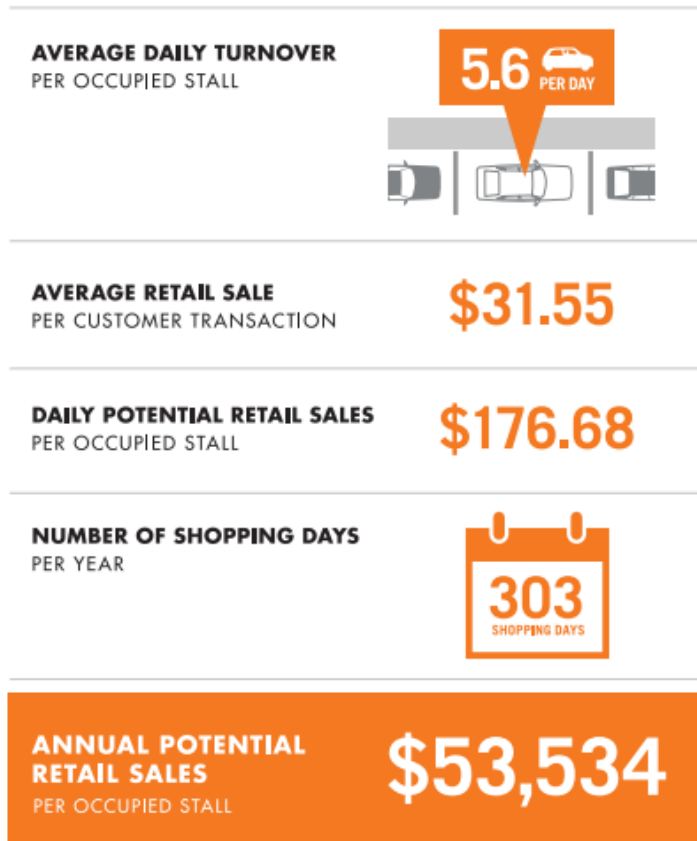 AVERAGE DAILY TURNOVER
PER OCCUPIED STALL
5.6 PER DAY
AVERAGE RETAIL SALE
PER CUSTOMER TRANSACTION
$31.55
DAILY POTENTIAL RETAIL SALES
PER OCCUPIED STALL
$176.68
NUMBER OF SHOPPING DAYS
PER YEAR
303
SHOPPING DAYS
ANNUAL POTENTIAL
RETAIL SALES
PER OCCUPIED STALL
$53,534